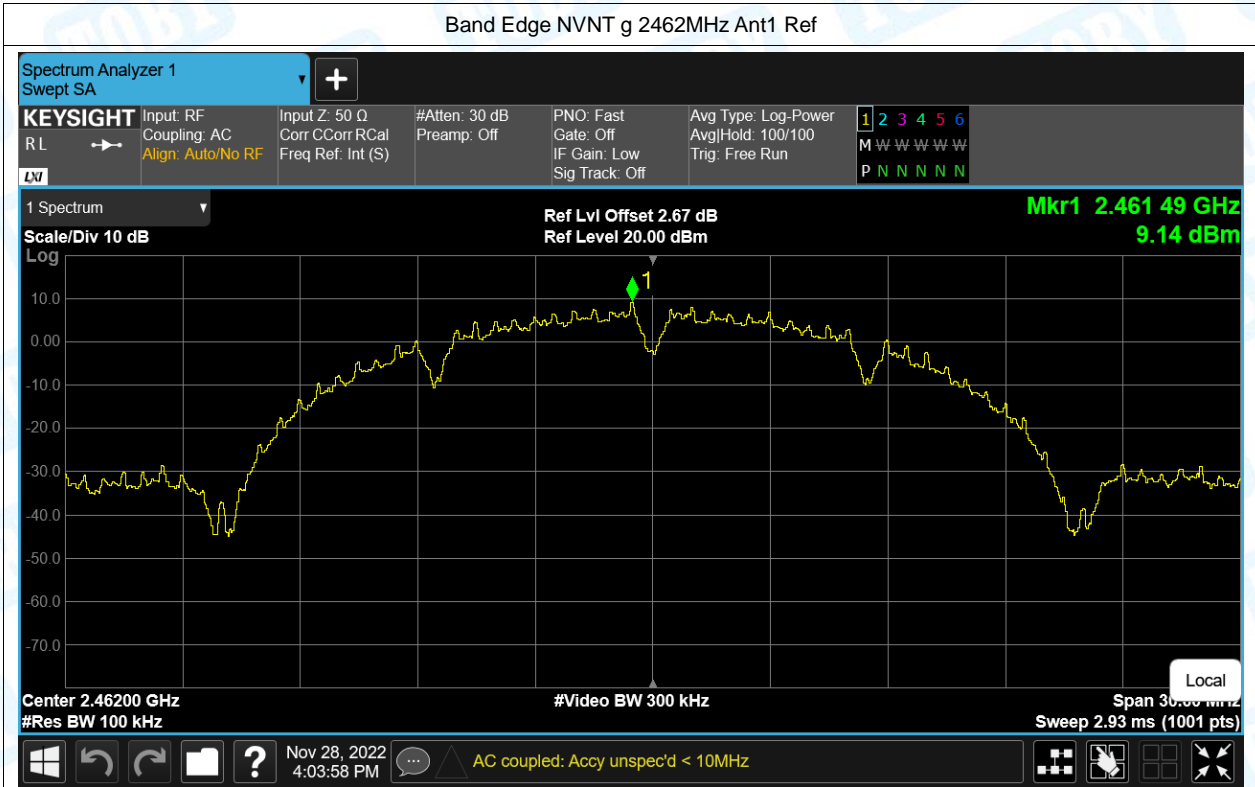 Band Edge NVNT g 2462MHz Ant1 Ref
Spectrum Analyzer 1
Swept SA
KEYSIGHT
R L
LXI
Input: RF
Coupling: AC
Align: Auto/No RF
Input Z: 50 Ω
Corr CCorr RCal
Freq Ref: Int (S)
#Atten: 30 dB
Preamp: Off
PNO: Fast
Gate: Off
IF Gain: Low
Sig Track: Off
Avg Type: Log-Power
Avg|Hold: 100/100
Trig: Free Run
1 2 3 4 5 6
M W W W W W
P N N N N N
1 Spectrum
Scale/Div 10 dB
Log
Ref Lvl Offset 2.67 dB
Ref Level 20.00 dBm
Mkr1 2.461 49 GHz
9.14 dBm
1
10.0
0.00
-10.0
-20.0
-30.0
-40.0
-50.0
-60.0
-70.0
Local
Center 2.46200 GHz
#Video BW 300 kHz
Span 30.00 MHz
#Res BW 100 kHz
Sweep 2.93 ms (1001 pts)
?
Nov 28, 2022
4:03:58 PM
AC coupled: Accy unspec'd < 10MHz